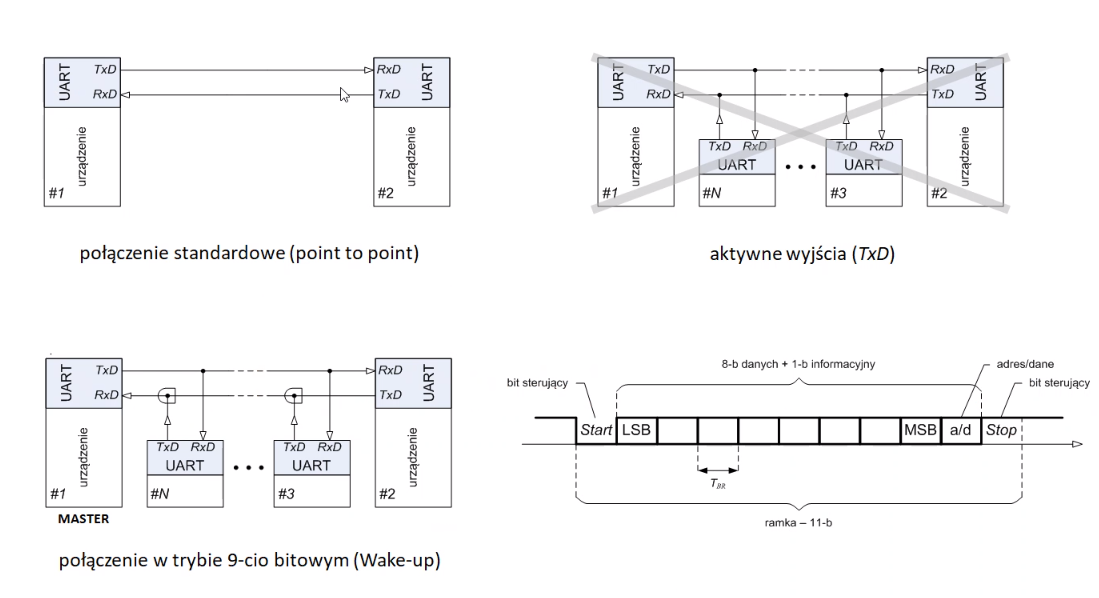 TxD
RxD
UART
urządzenie
#1
RxD
TxD
UART
urządzenie
#2
połączenie standardowe (point to point)
TxD
RxD
UART
urządzenie
#1
TxD RxD
UART
#N
• • •
TxD RxD
UART
#3
RxD
TxD
UART
urządzenie
#2
aktywne wyjścia (TxD)
TxD
RxD
UART
urządzenie
#1
MASTER
TxD RxD
UART
#N
• • •
TxD RxD
UART
#3
RxD
TxD
UART
urządzenie
#2
połączenie w trybie 9-cio bitowym (Wake-up)
8-b danych + 1-b informacyjny
adres/dane
bit sterujący
bit sterujący
Start LSB MSB a/d Stop
TBR
ramka – 11-b